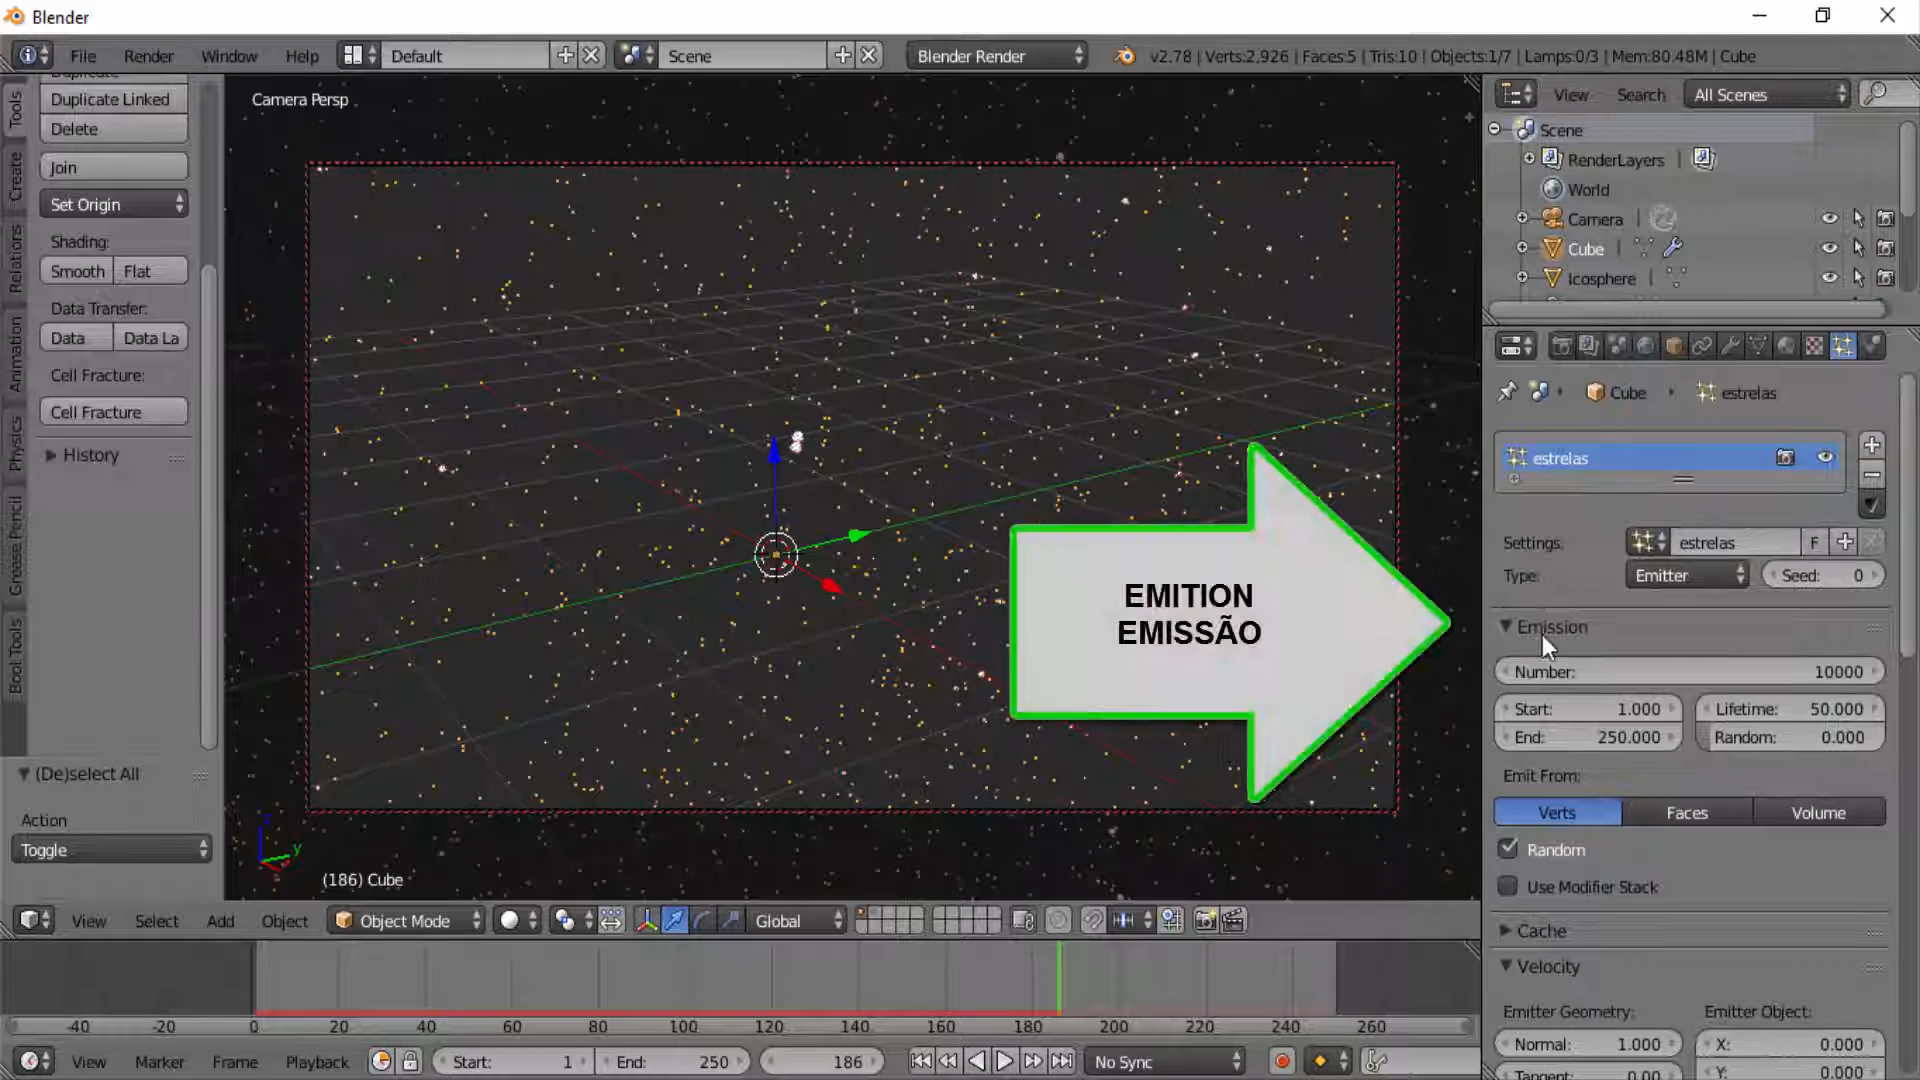 Blender
File
Render
Window
Help
Default
Scene
Blender Render
v2.78 | Verts:2,926 | Faces:5 | Tris:10 | Objects:1/7 | Lamps:0/3 | Mem:80.48M | Cube
Tools
Create
Relations
Animation
Physics
Grease Pencil
Bool Tools
Duplicate
Duplicate Linked
Delete
Join
Set Origin
Shading:
Smooth
Flat
Data Transfer:
Data
Data La
Cell Fracture:
Cell Fracture
History
(De)select All
Action
Toggle
Camera Persp
EMITION
EMISSÃO
z
y
(186) Cube
View
Search
All Scenes
Scene
RenderLayers
World
Camera
Cube
Icosphere
Cube
estrelas
estrelas
Settings:
estrelas
F
Type:
Emitter
Seed: 0
Emission
Number: 10000
Start: 1.000
Lifetime: 50.000
End: 250.000
Random: 0.000
Emit From:
Verts
Faces
Volume
Random
Use Modifier Stack
Cache
Velocity
Emitter Geometry:
Emitter Object:
Normal: 1.000
X: 0.000
Tangent: 0.00
Y: 0.000
View
Select
Add
Object
Object Mode
Global
-40 -20 0 20 40 60 80 100 120 140 160 180 200 220 240 260
View
Marker
Frame
Playback
Start: 1
End: 250
186
No Sync